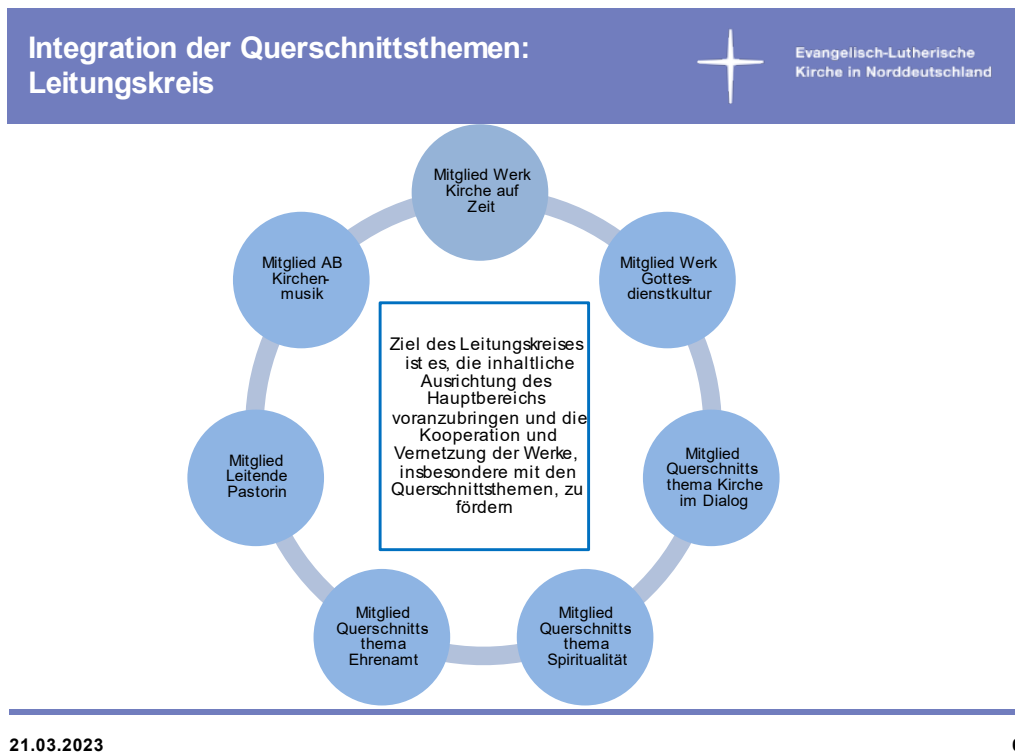 Integration der Querschnittsthemen:
Leitungskreis
Evangelisch-Lutherische
Kirche in Norddeutschland
Mitglied Werk
Kirche auf
Zeit
Mitglied Werk
Gottes-
dienstkultur
Mitglied
Querschnitts
thema Kirche
im Dialog
Mitglied
Querschnitts
thema
Spiritualität
Mitglied
Querschnitts
thema
Ehrenamt
Mitglied
Leitende
Pastorin
Mitglied AB
Kirchen-
musik
Ziel des Leitungskreises
ist es, die inhaltliche
Ausrichtung des
Hauptbereichs
voranzubringen und die
Kooperation und
Vernetzung der Werke,
insbesondere mit den
Querschnittsthemen, zu
fördern
21.03.2023